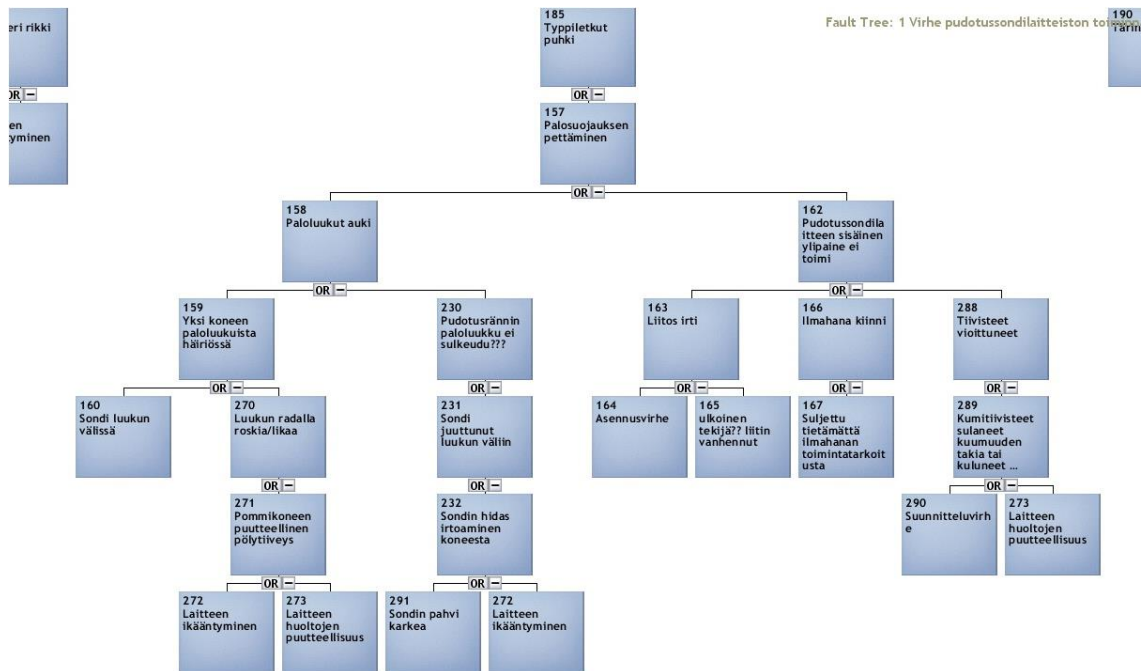 eri rikki
OR
en
tyminen
185
Typpiletkut
puhki
OR
157
Palosuojauksen
pettäminen
OR
Fault Tree: 1 Virhe pudotussondilaitteiston
190
158
Paloluukut auki
OR
162
Pudotussondila
itteen sisäinen
ylipaine ei
toimi
OR
159
Yksi koneen
paloluukuista
häiriössä
OR
230
Pudotusrännin
paloluukku ei
sulkeudu???
OR
163
Liitos irti
OR
166
Ilmahana kiinni
OR
288
Tiivisteet
vioittuneet
OR
160
Sondi luukun
välissä
270
Luukun radalla
roskia/likaa
OR
231
Sondi
juuttunut
luukun väliin
OR
164
Asennusvirhe
165
ulkoinen
tekijä?? liitin
vanhennut
167
Suljettu
tietämättä
ilmahanan
toimintatarkoit
usta
289
Kumitiivisteet
sulaneet
kuumuuden
takia tai
kuluneet ...
OR
271
Pommikoneen
puutteellinen
pölytiiveys
OR
232
Sondin hidas
irtoaminen
koneesta
OR
290
Suunnitteluvirh
e
273
Laitteen
huoltojen
puutteellisuus
272
Laitteen
ikääntyminen
273
Laitteen
huoltojen
puutteellisuus
291
Sondin pahvi
karkea
272
Laitteen
ikääntyminen